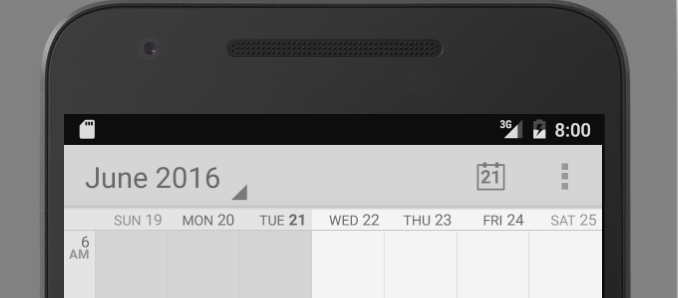 3G 8:00
June 2016 21
SUN 19 MON 20 TUE 21 WED 22 THU 23 FRI 24 SAT 25
6
AM